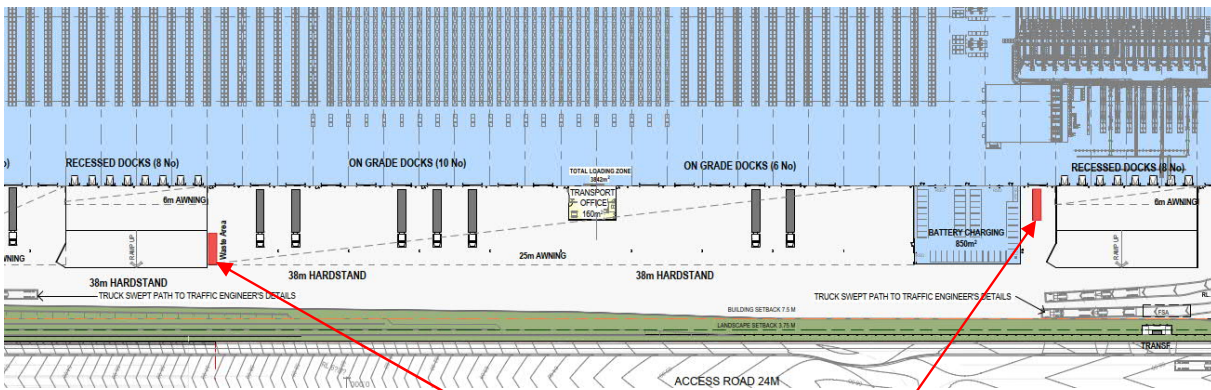 o)
RECESSED DOCKS (8 No)
ON GRADE DOCKS (10 No)
ON GRADE DOCKS (6 No)
RECESSED DOCKS (8 No)
TOTAL LOADING ZONE
3842m²
TRANSPORT
OFFICE
160m²
6m AWNING
6m AWNING
Waste Area
RAMP UP
BATTERY CHARGING
850m²
RAMP UP
WNING
25m AWNING
38m HARDSTAND
38m HARDSTAND
38m HARDSTAND
TRUCK SWEPT PATH TO TRAFFIC ENGINEER'S DETAILS
TRUCK SWEPT PATH TO TRAFFIC ENGINEER'S DETAILS
RL
BUILDING SETBACK 7.5 M
FSA
LANDSCAPE SETBACK 3.75 M
TRANSF.
ACCESS ROAD 24M